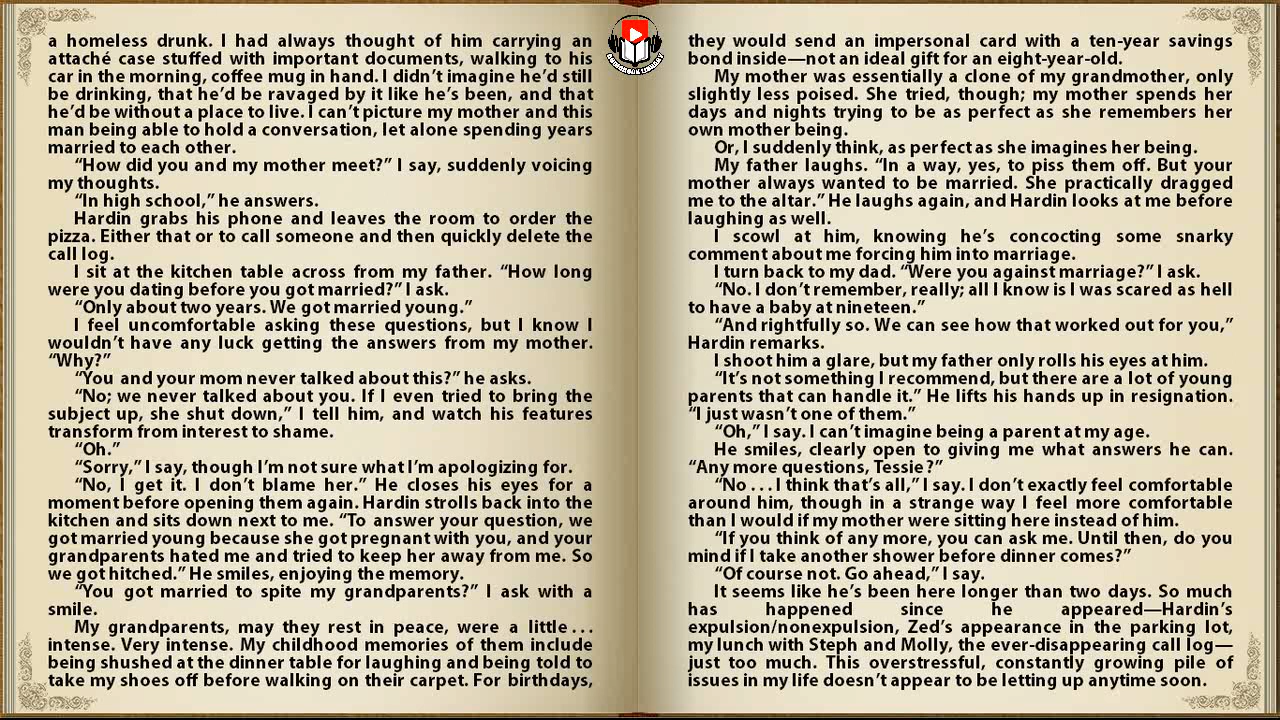 a homeless drunk. I had always thought of him carrying an
attaché case stuffed with important documents, walking to his
car in the morning, coffee mug in hand. I didn’t imagine he’d still
be drinking, that he’d be ravaged by it like he’s been, and that
he’d be without a place to live. I can’t picture my mother and this
man being able to hold a conversation, let alone spending years
married to each other.
“How did you and my mother meet?” I say, suddenly voicing
my thoughts.
“In high school,” he answers.
Hardin grabs his phone and leaves the room to order the
pizza. Either that or to call someone and then quickly delete the
call log.
I sit at the kitchen table across from my father. “How long
were you dating before you got married?” I ask.
“Only about two years. We got married young.”
I feel uncomfortable asking these questions, but I know I
wouldn’t have any luck getting the answers from my mother.
“Why?”
“You and your mom never talked about this?” he asks.
“No; we never talked about you. If I even tried to bring the
subject up, she shut down,” I tell him, and watch his features
transform from interest to shame.
“Oh.”
“Sorry,” I say, though I’m not sure what I’m apologizing for.
“No, I get it. I don’t blame her.” He closes his eyes for a
moment before opening them again. Hardin strolls back into the
kitchen and sits down next to me. “To answer your question, we
got married young because she got pregnant with you, and your
grandparents hated me and tried to keep her away from me. So
we got hitched.” He smiles, enjoying the memory.
“You got married to spite my grandparents?” I ask with a
smile.
My grandparents, may they rest in peace, were a little . . .
intense. Very intense. My childhood memories of them include
being shushed at the dinner table for laughing and being told to
take my shoes off before walking on their carpet. For birthdays,
they would send an impersonal card with a ten-year savings
bond inside—not an ideal gift for an eight-year-old.
My mother was essentially a clone of my grandmother, only
slightly less poised. She tried, though; my mother spends her
days and nights trying to be as perfect as she remembers her
own mother being.
Or, I suddenly think, as perfect as she imagines her being.
My father laughs. “In a way, yes, to piss them off. But your
mother always wanted to be married. She practically dragged
me to the altar.” He laughs again, and Hardin looks at me before
laughing as well.
I scowl at him, knowing he’s concocting some snarky
comment about me forcing him into marriage.
I turn back to my dad. “Were you against marriage?” I ask.
“No. I don’t remember, really; all I know is I was scared as hell
to have a baby at nineteen.”
“And rightfully so. We can see how that worked out for you,”
Hardin remarks.
I shoot him a glare, but my father only rolls his eyes at him.
“It’s not something I recommend, but there are a lot of young
parents that can handle it.” He lifts his hands up in resignation.
“I just wasn’t one of them.”
“Oh,” I say. I can’t imagine being a parent at my age.
He smiles, clearly open to giving me what answers he can.
“Any more questions, Tessie?”
“No . . . I think that’s all,” I say. I don’t exactly feel comfortable
around him, though in a strange way I feel more comfortable
than I would if my mother were sitting here instead of him.
“If you think of any more, you can ask me. Until then, do you
mind if I take another shower before dinner comes?”
“Of course not. Go ahead,” I say.
It seems like he’s been here longer than two days. So much
has happened since he appeared—Hardin’s
expulsion/nonexpulsion, Zed’s appearance in the parking lot,
my lunch with Steph and Molly, the ever-disappearing call log—
just too much. This overstressful, constantly growing pile of
issues in my life doesn’t appear to be letting up anytime soon.